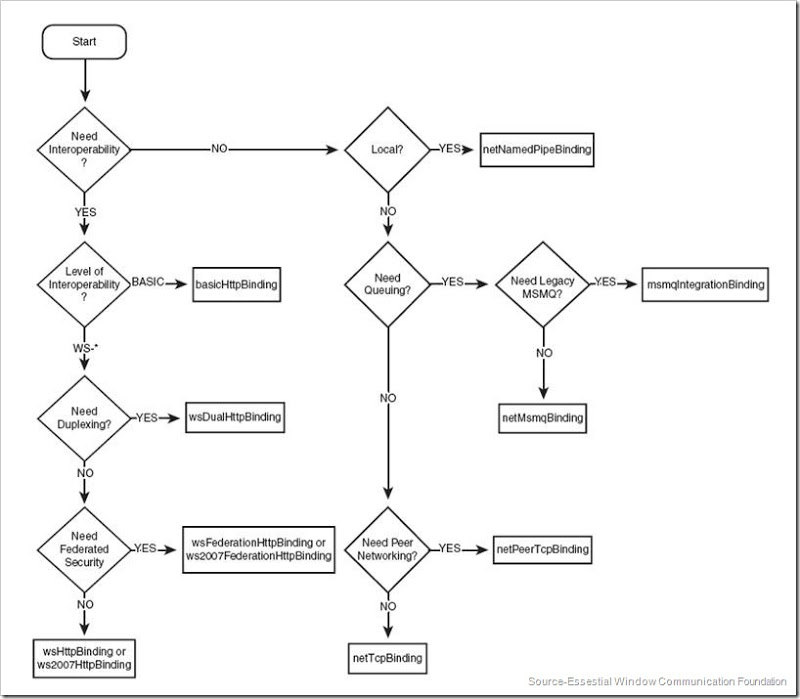 Start
Need
Interoperability
?
NO
Local?
YES
netNamedPipeBinding
YES
NO
Level of
Interoperability
?
BASIC
basicHttpBinding
Need
Queuing?
YES
Need Legacy
MSMQ?
YES
msmqIntegrationBinding
WS-*
NO
NO
Need
Duplexing?
YES
wsDualHttpBinding
netMsmqBinding
NO
Need
Federated
Security
YES
wsFederationHttpBinding or
ws2007FederationHttpBinding
Need Peer
Networking?
YES
netPeerTcpBinding
NO
NO
wsHttpBinding or
ws2007HttpBinding
netTcpBinding
Source-Essestial Window Communication Foundation